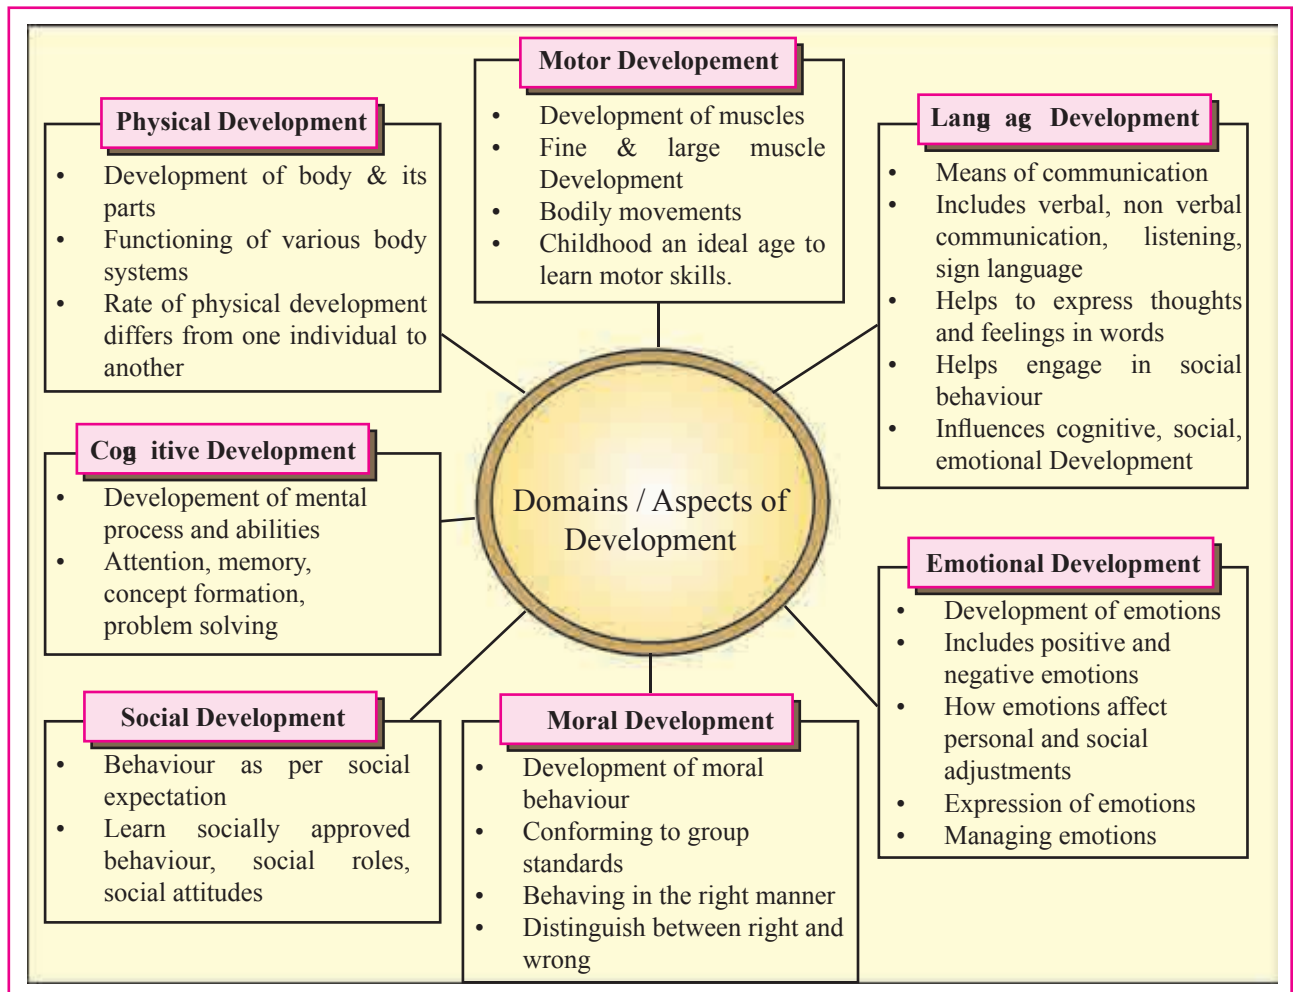 Motor Developement
• Development of muscles
• Fine & large muscle
Development
• Bodily movements
• Childhood an ideal age to
learn motor skills.
Physical Development
• Development of body & its
parts
• Functioning of various body
systems
• Rate of physical development
differs from one individual to
another
Language Development
• Means of communication
• Includes verbal, non verbal
communication, listening,
sign language
• Helps to express thoughts
and feelings in words
• Helps engage in social
behaviour
• Influences cognitive, social,
emotional Development
Cognitive Development
• Developement of mental
process and abilities
• Attention, memory,
concept formation,
problem solving
Domains / Aspects of
Development
Emotional Development
• Development of emotions
• Includes positive and
negative emotions
• How emotions affect
personal and social
adjustments
• Expression of emotions
• Managing emotions
Social Development
• Behaviour as per social
expectation
• Learn socially approved
behaviour, social roles,
social attitudes
Moral Development
• Development of moral
behaviour
• Conforming to group
standards
• Behaving in the right manner
• Distinguish between right and
wrong